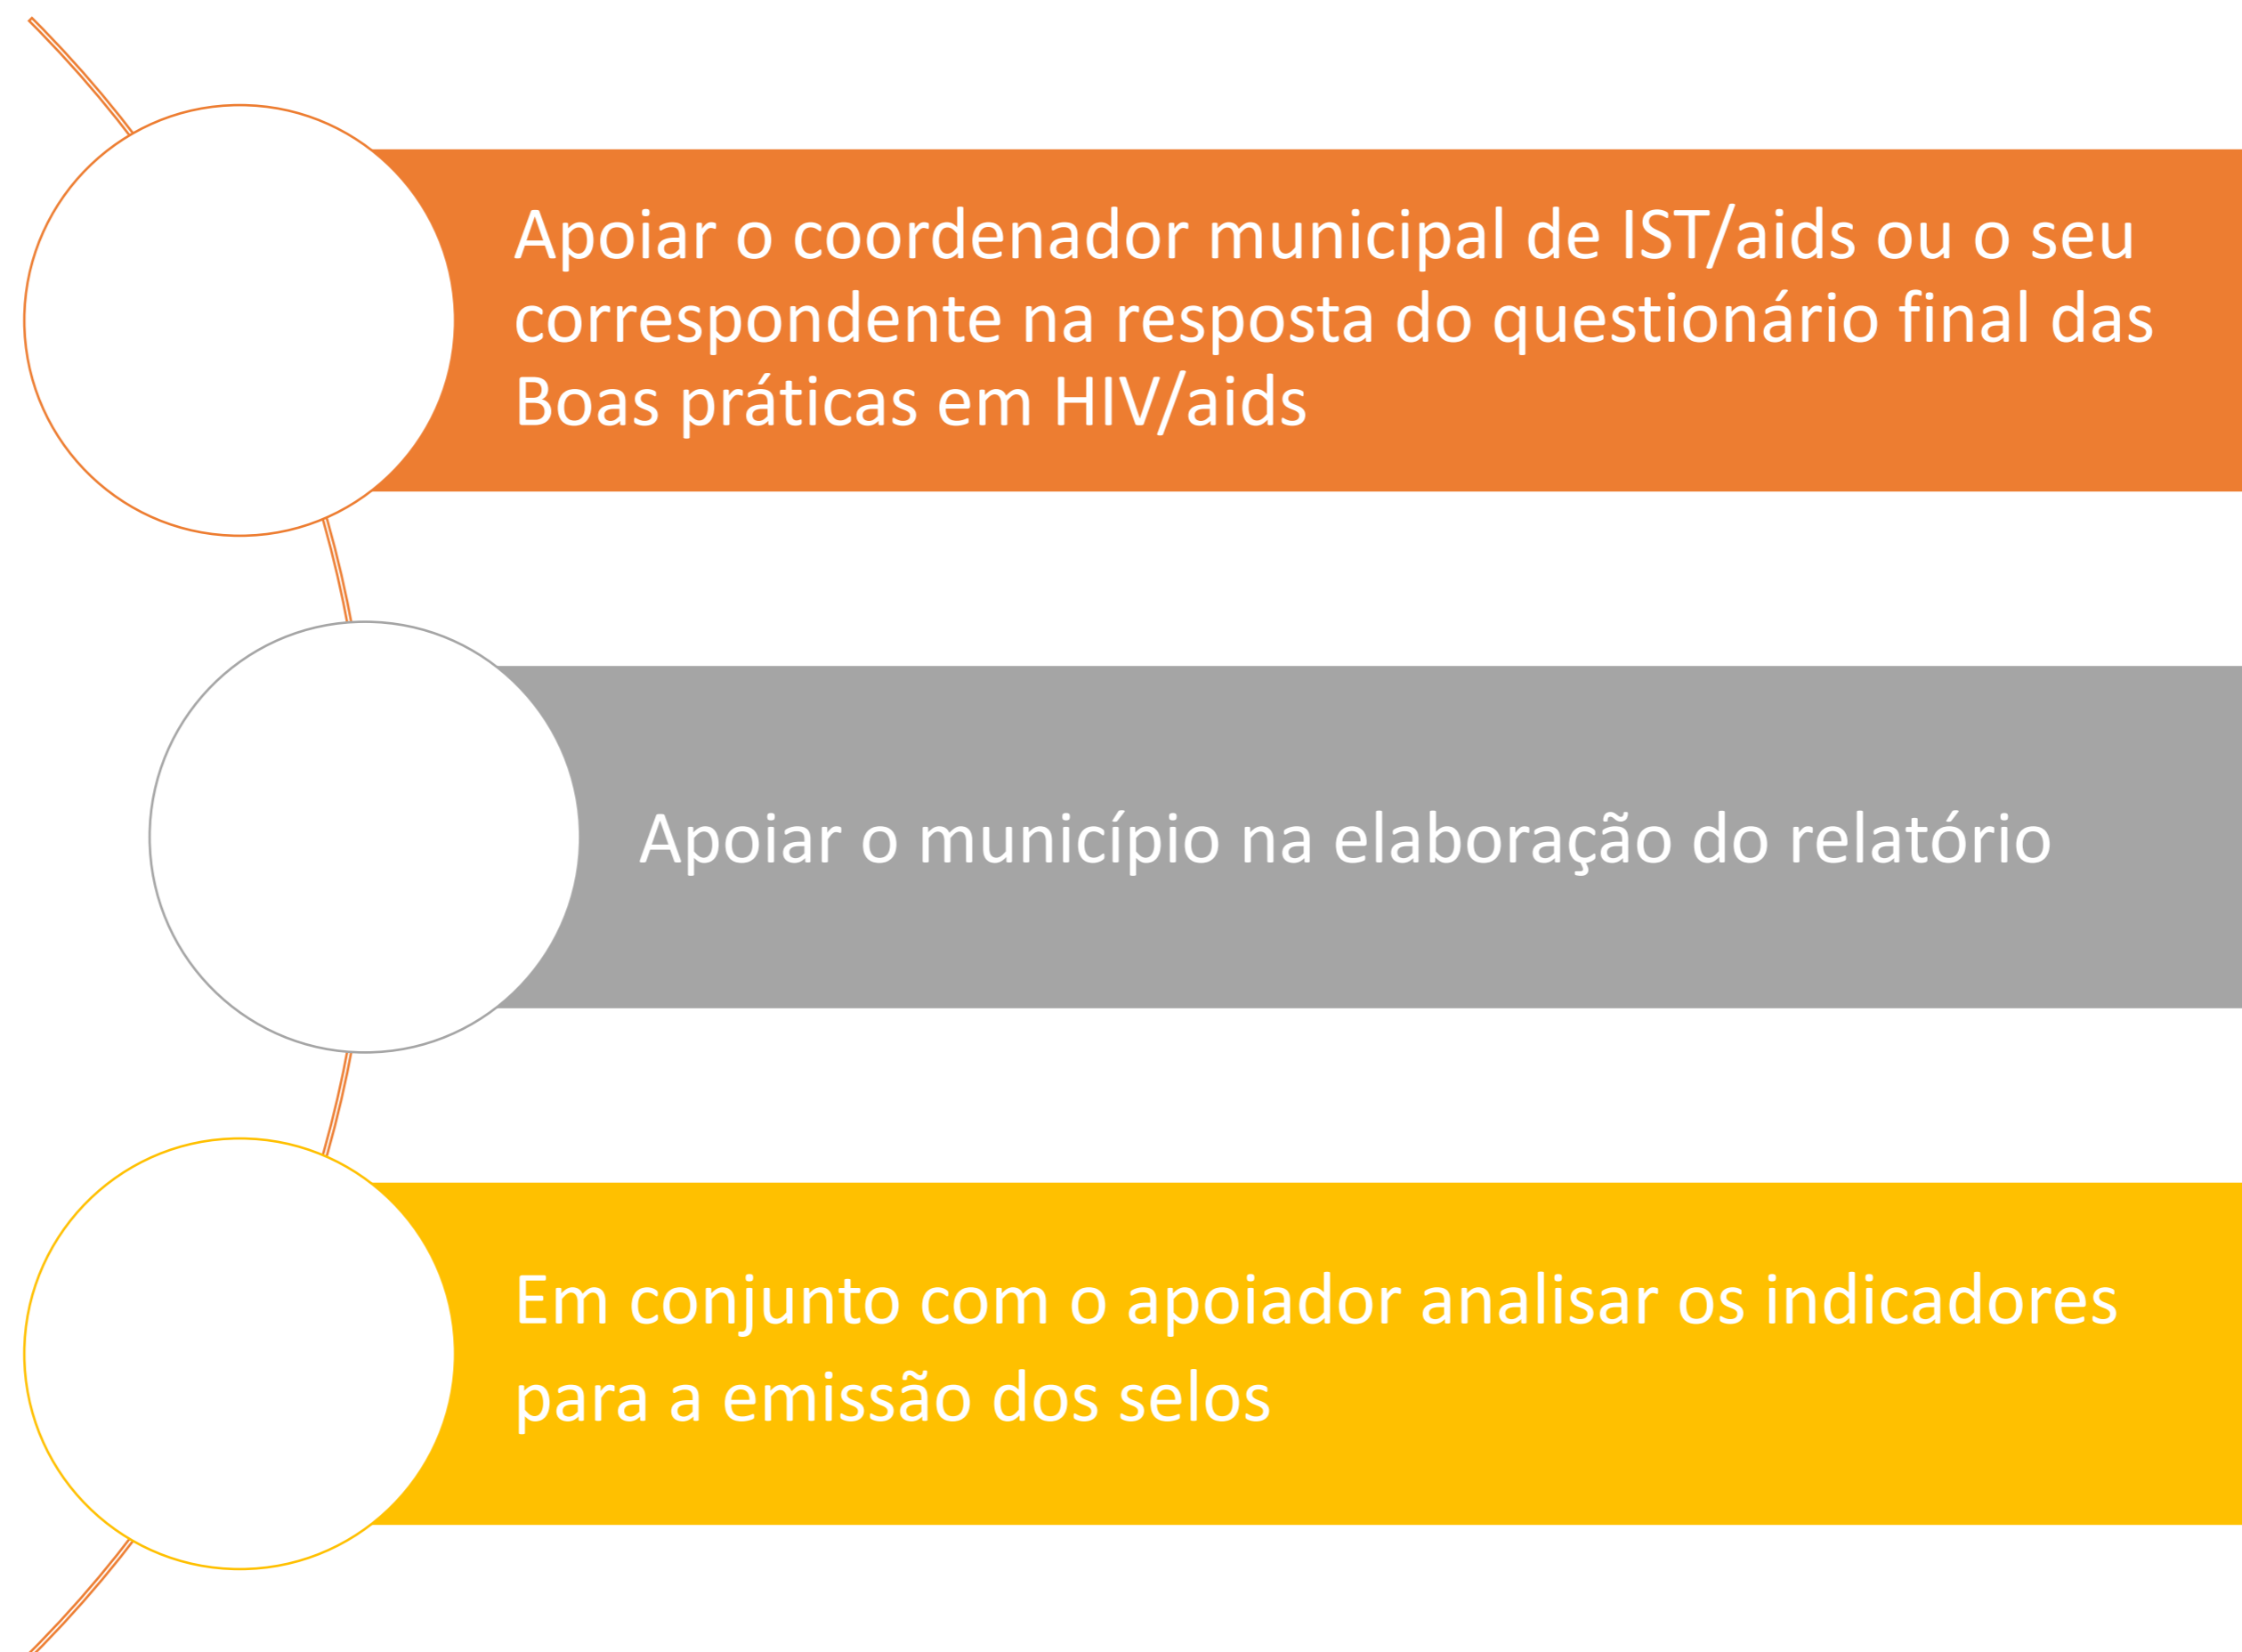 Apoiar o coordenador municipal de IST/aids ou o seu
correspondente na resposta do questionário final das
Boas práticas em HIV/aids
Apoiar o município na elaboração do relatório
Em conjunto com o apoiador analisar os indicadores
para a emissão dos selos